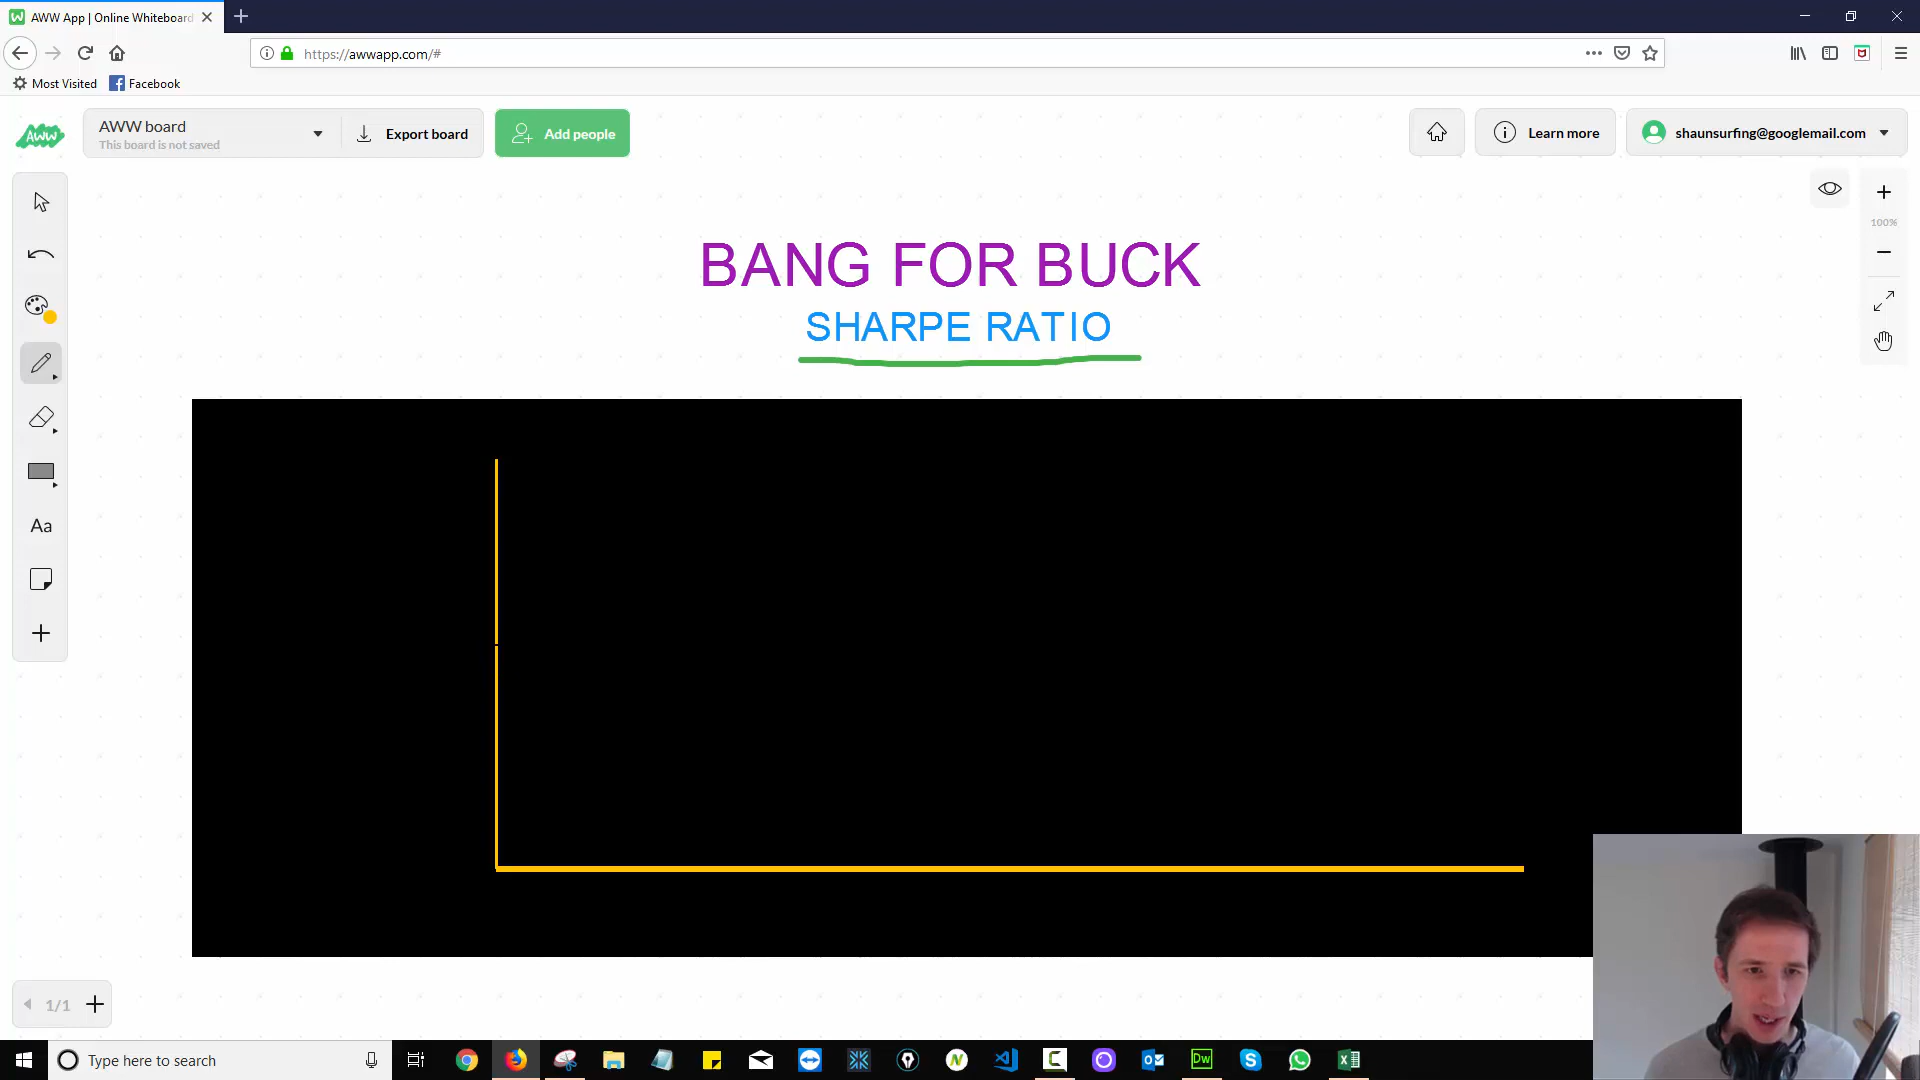 AWW App | Online Whiteboard
https://awwapp.com/#
Most Visited
Facebook
AWW
AWW board
This board is not saved
Export board
Add people
Learn more
shaunsurfing@googlemail.com
100%
BANG FOR BUCK
SHARPE RATIO
Aa
1/1
Type here to search
Dw